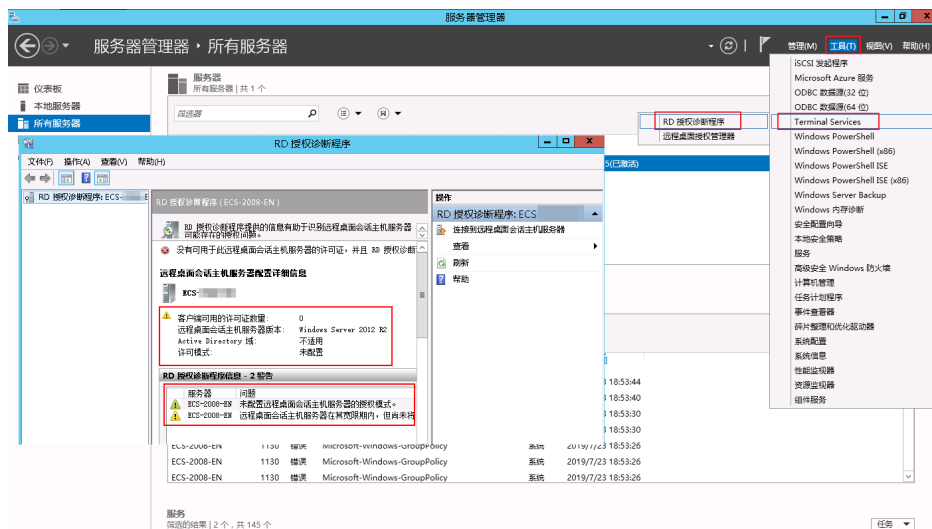 服务器管理器
服务器管理器 · 所有服务器
管理(M) 工具(T) 视图(V) 帮助(H)
仪表板
本地服务器
所有服务器
服务器
所有服务器 | 共 1 个
筛选器
iSCSI 发起程序
Microsoft Azure 服务
ODBC 数据源(32 位)
ODBC 数据源(64 位)
Terminal Services
Windows PowerShell
Windows PowerShell (x86)
Windows PowerShell ISE
Windows PowerShell ISE (x86)
Windows Server Backup
Windows 内存诊断
安全配置向导
本地安全策略
服务
高级安全 Windows 防火墙
计算机管理
任务计划程序
事件查看器
碎片整理和优化驱动器
系统配置
系统信息
性能监视器
资源监视器
组件服务
RD 授权诊断程序
远程桌面授权管理器
5(已激活)
RD 授权诊断程序
文件(F) 操作(A) 查看(V) 帮助(H)
RD 授权诊断程序: ECS-
RD 授权诊断程序 (ECS-2008-EN)
RD 授权诊断程序提供的信息有助于识别远程桌面会话主机服务器
可能存在的授权问题。
没有可用于此远程桌面会话主机服务器的许可证，并且 RD 授权诊断
远程桌面会话主机服务器配置详细信息
ECS-
客户端可用的许可证数量: 0
远程桌面会话主机服务器版本: Windows Server 2012 R2
Active Directory 域: 不适用
许可模式: 未配置
RD 授权诊断程序信息 - 2 警告
服务器 问题
ECS-2008-EN 未配置远程桌面会话主机服务器的授权模式。
ECS-2008-EN 远程桌面会话主机服务器在其宽限期内，但尚未将
操作
RD 授权诊断程序: ECS
连接到远程桌面会话主机服务器
查看
刷新
帮助
18:53:44
18:53:40
18:53:30
18:53:30
ECS-2008-EN 1130 错误 Microsoft-Windows-GroupPolicy 系统 2019/7/23 18:53:26
ECS-2008-EN 1130 错误 Microsoft-Windows-GroupPolicy 系统 2019/7/23 18:53:26
ECS-2008-EN 1130 错误 Microsoft-Windows-GroupPolicy 系统 2019/7/23 18:53:26
服务
筛选的结果 | 2 个，共 145 个
任务